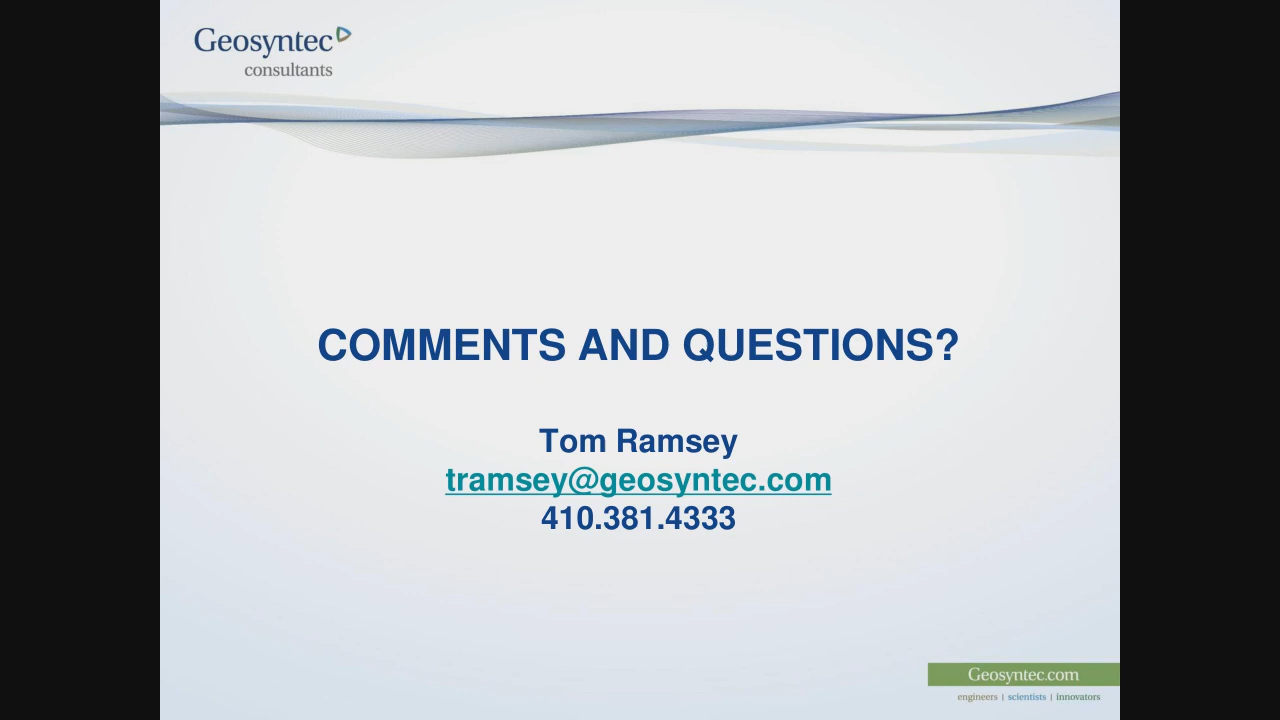 Geosyntec
consultants
COMMENTS AND QUESTIONS?
Tom Ramsey
tramsey@geosyntec.com
410.381.4333
Geosyntec.com
engineers | scientists | innovators